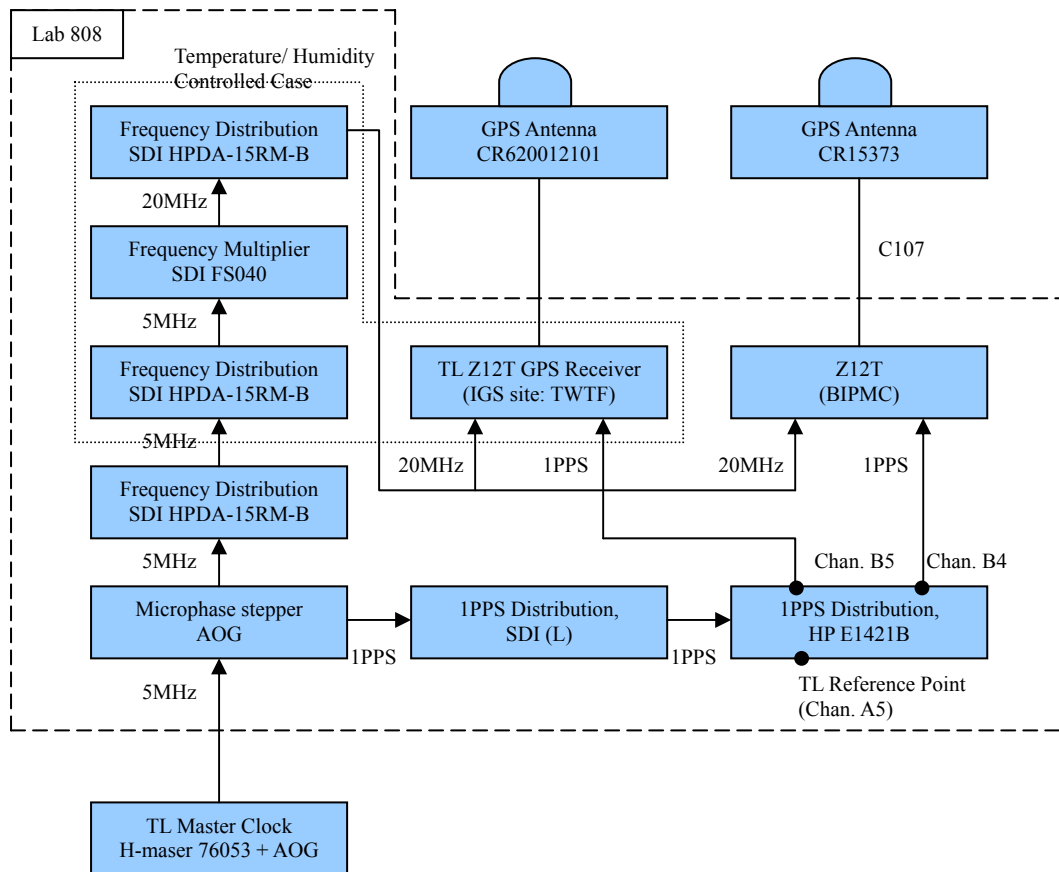 Lab 808
Temperature/ Humidity
Controlled Case
Frequency Distribution
SDI HPDA-15RM-B
GPS Antenna
CR620012101
GPS Antenna
CR15373
20MHz
Frequency Multiplier
SDI FS040
C107
5MHz
Frequency Distribution
SDI HPDA-15RM-B
TL Z12T GPS Receiver
(IGS site: TWTF)
Z12T
(BIPMC)
5MHz
20MHz
1PPS
20MHz
1PPS
Frequency Distribution
SDI HPDA-15RM-B
5MHz
Chan. B5
Chan. B4
Microphase stepper
AOG
1PPS
1PPS Distribution,
SDI (L)
1PPS
1PPS Distribution,
HP E1421B
5MHz
TL Reference Point
(Chan. A5)
TL Master Clock
H-maser 76053 + AOG